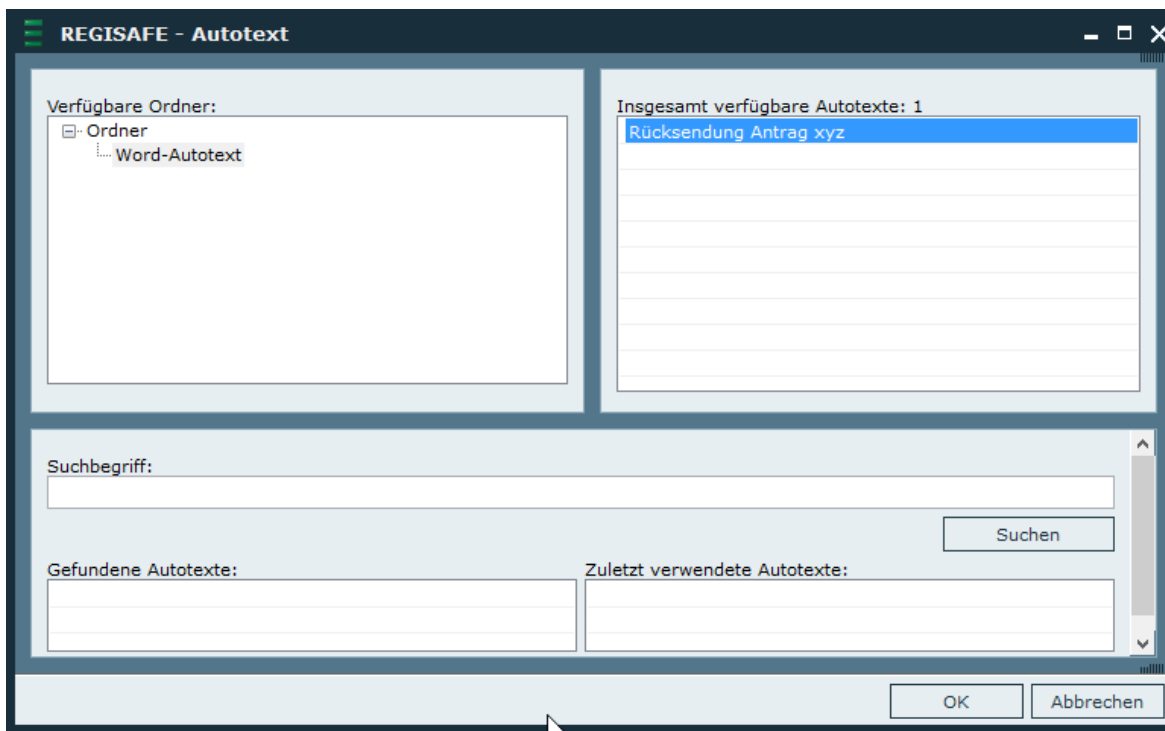 REGISAFE - Autotext
Verfügbare Ordner:
Ordner
Word-Autotext
Insgesamt verfügbare Autotexte: 1
Rücksendung Antrag xyz
Suchbegriff:
Suchen
Gefundene Autotexte:
Zuletzt verwendete Autotexte:
OK
Abbrechen